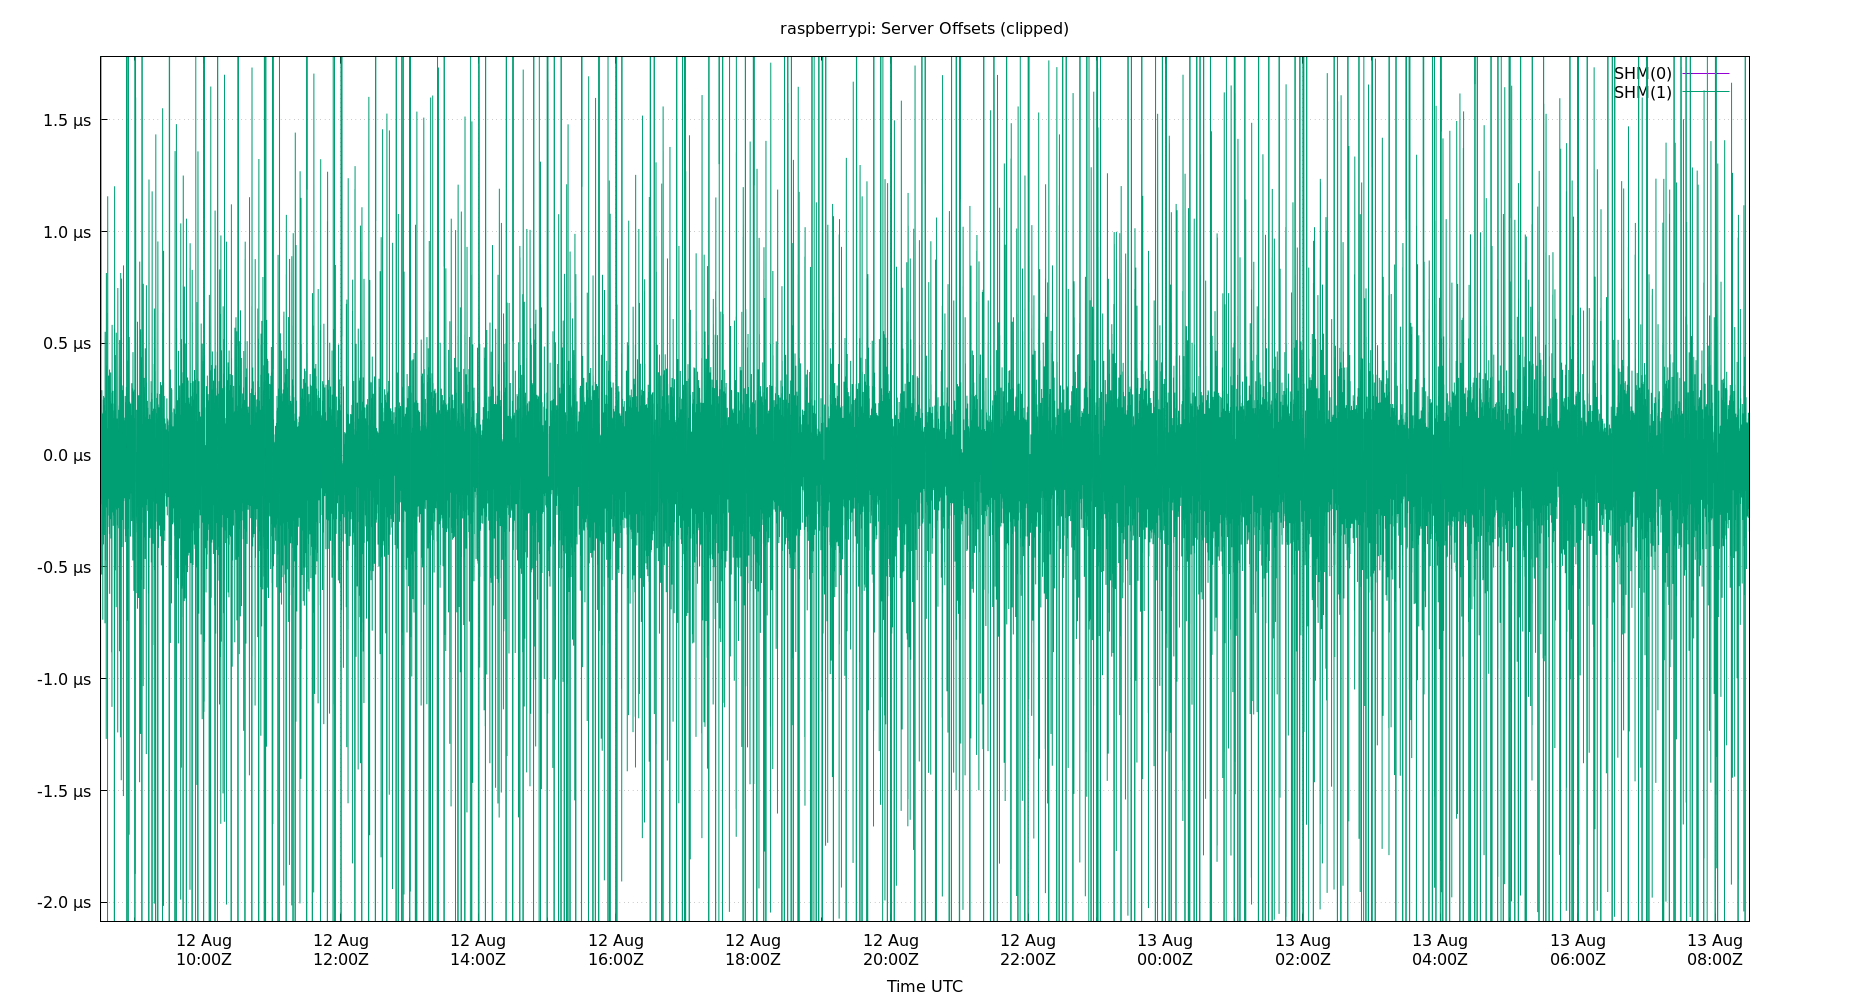 raspberrypi: Server Offsets (clipped)
SHM(0)
SHM(1)
1.5 µs
1.0 µs
0.5 µs
0.0 µs
-0.5 µs
-1.0 µs
-1.5 µs
-2.0 µs
12 Aug 12 Aug 12 Aug 12 Aug 12 Aug 12 Aug 12 Aug 13 Aug 13 Aug 13 Aug 13 Aug 13 Aug
10:00Z 12:00Z 14:00Z 16:00Z 18:00Z 20:00Z 22:00Z 00:00Z 02:00Z 04:00Z 06:00Z 08:00Z
Time UTC